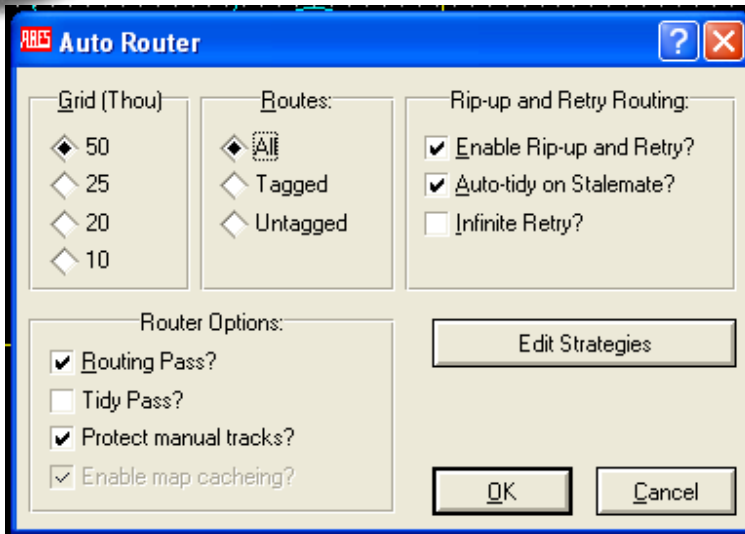 ARES Auto Router
Grid (Thou)
50
25
20
10
Routes:
All
Tagged
Untagged
Rip-up and Retry Routing:
Enable Rip-up and Retry?
Auto-tidy on Stalemate?
Infinite Retry?
Router Options:
Routing Pass?
Tidy Pass?
Protect manual tracks?
Enable map cacheing?
Edit Strategies
OK
Cancel